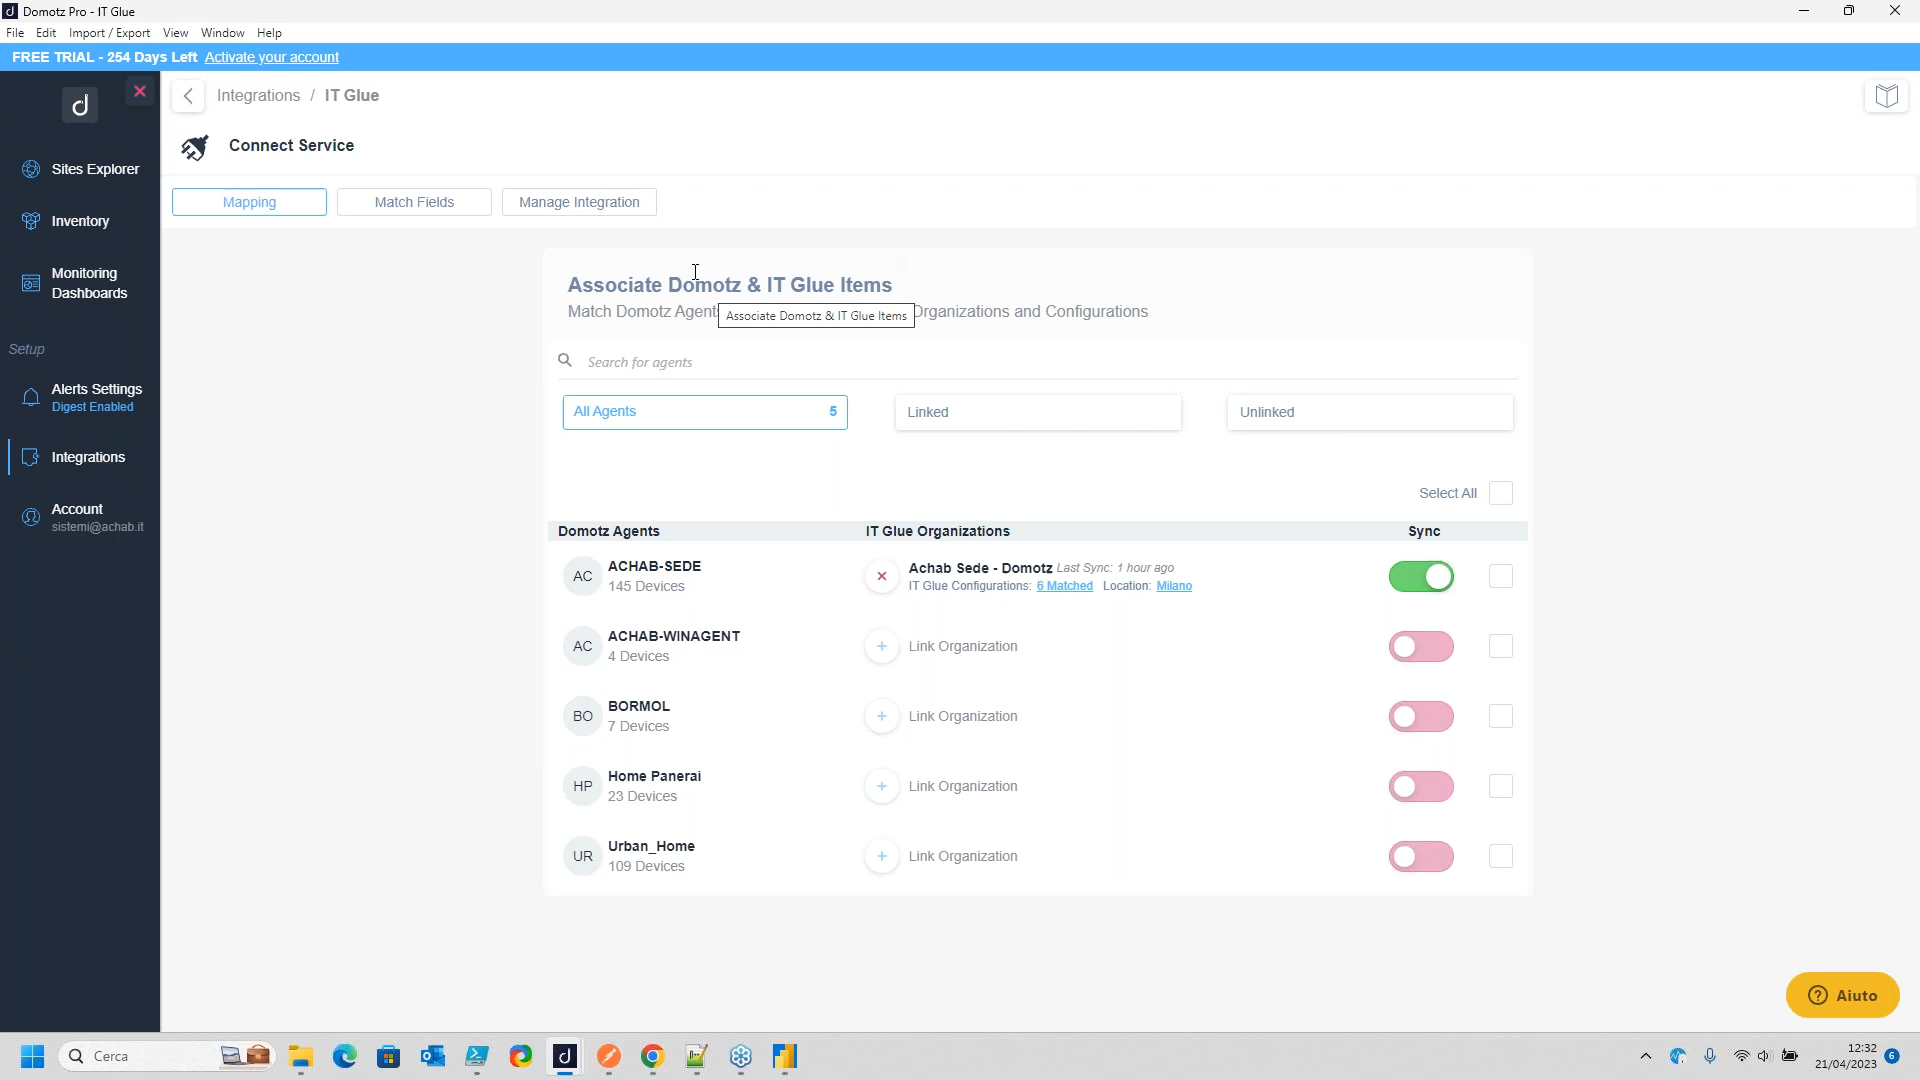 Domotz Pro - IT Glue
File Edit Import / Export View Window Help
FREE TRIAL - 254 Days Left Activate your account
Integrations / IT Glue
Connect Service
Sites Explorer
Inventory
Monitoring
Dashboards
Setup
Alerts Settings
Digest Enabled
Integrations
Account
sistemi@achab.it
Mapping Match Fields Manage Integration
Associate Domotz & IT Glue Items
Match Domotz Agent Organizations and Configurations
Associate Domotz & IT Glue Items
Search for agents
All Agents 5 Linked Unlinked
Select All
Domotz Agents IT Glue Organizations Sync
AC ACHAB-SEDE
145 Devices
Achab Sede - Domotz Last Sync: 1 hour ago
IT Glue Configurations: 6 Matched Location: Milano
AC ACHAB-WINAGENT
4 Devices
Link Organization
BO BORMOL
7 Devices
Link Organization
HP Home Panerai
23 Devices
Link Organization
UR Urban_Home
109 Devices
Link Organization
Aiuto
Cerca
12:32
21/04/2023
6